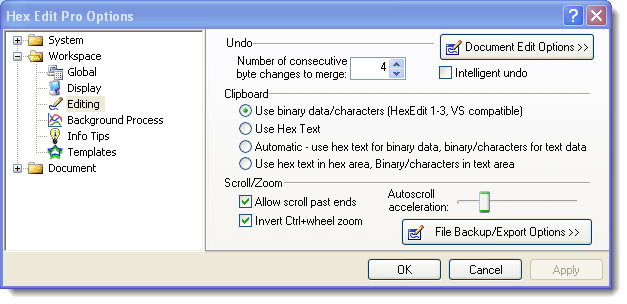 Hex Edit Pro Options
System
Workspace
Global
Display
Editing
Background Process
Info Tips
Templates
Document
Undo
Document Edit Options >>
Number of consecutive
byte changes to merge:
4
Intelligent undo
Clipboard
Use binary data/characters (HexEdit 1-3, VS compatible)
Use Hex Text
Automatic - use hex text for binary data, binary/characters for text data
Use hex text in hex area, Binary/characters in text area
Scroll/Zoom
Allow scroll past ends
Autoscroll
acceleration:
Invert Ctrl+wheel zoom
File Backup/Export Options >>
OK
Cancel
Apply